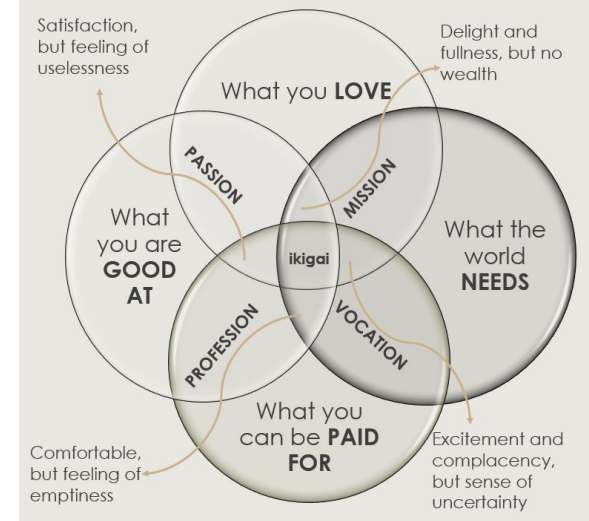 Satisfaction,
but feeling of
uselessness
Delight and
fullness, but no
wealth
What you LOVE
PASSION
MISSION
What
you are
GOOD
AT
What the
world
NEEDS
ikigai
PROFESSION
VOCATION
What you
can be PAID
FOR
Comfortable,
but feeling of
emptiness
Excitement and
complacency,
but sense of
uncertainty